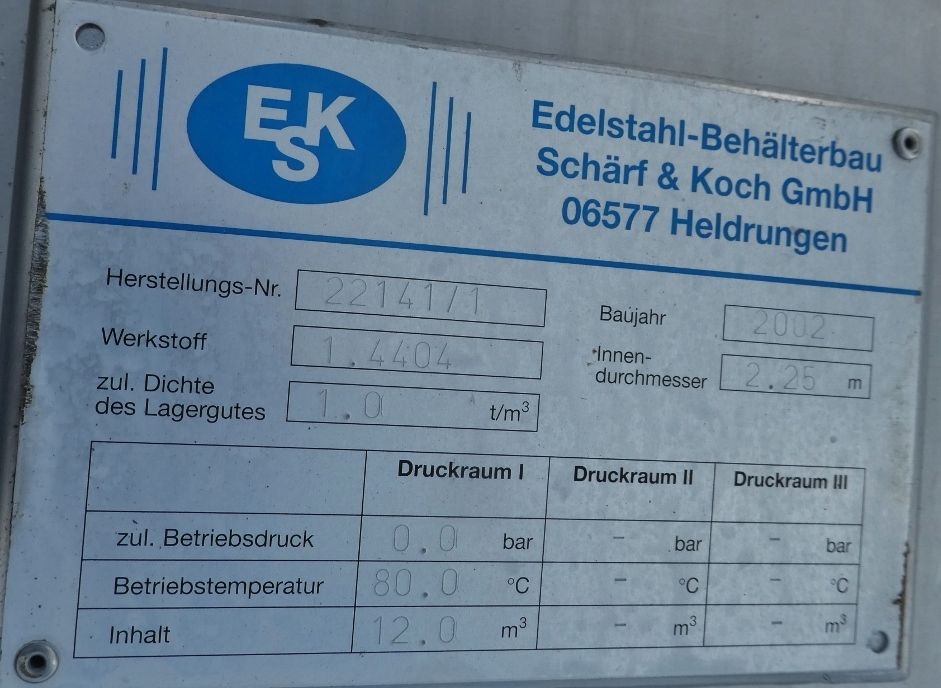 ESK
Edelstahl-Behälterbau
Schärf & Koch GmbH
06577 Heldrungen
Herstellungs-Nr. 22141/1 Baujahr 2002
Werkstoff 1.4404 Innen-
durchmesser 2.25 m
zul. Dichte
des Lagergutes 1.0 t/m³
Druckraum I Druckraum II Druckraum III
zul. Betriebsdruck 0.0 bar - bar - bar
Betriebstemperatur 80.0 °C - °C - °C
Inhalt 12.0 m³ - m³ - m³